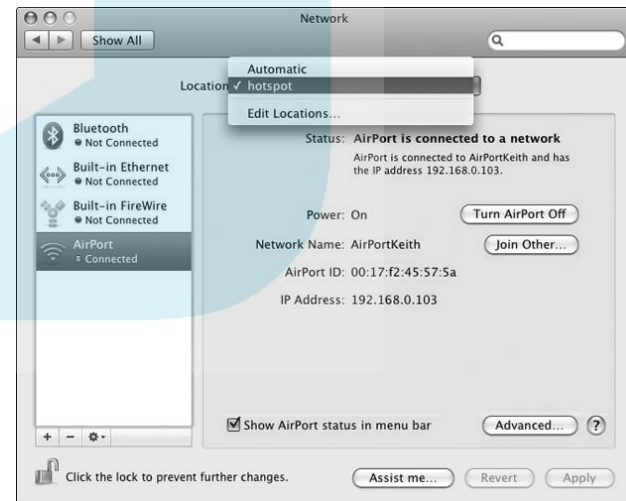 Network
Show All
Automatic
Location ✓ hotspot
Edit Locations...
Bluetooth
Not Connected
Built-in Ethernet
Not Connected
Built-in FireWire
Not Connected
AirPort
Connected
Status: AirPort is connected to a network
AirPort is connected to AirPortKeith and has
the IP address 192.168.0.103.
Power: On Turn AirPort Off
Network Name: AirPortKeith Join Other...
AirPort ID: 00:17:f2:45:57:5a
IP Address: 192.168.0.103
Show AirPort status in menu bar Advanced... ?
Click the lock to prevent further changes. Assist me... Revert Apply